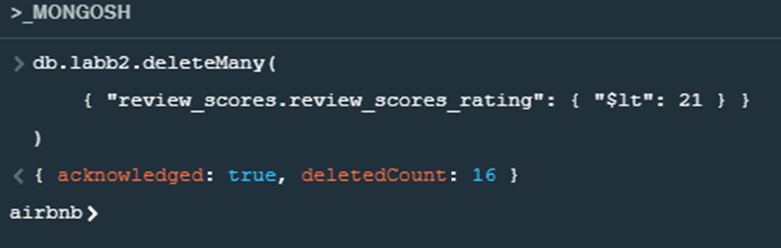 >_MONGOSH
> db.labb2.deleteMany(
{ "review_scores.review_scores_rating": { "$lt": 21 } }
)
< { acknowledged: true, deletedCount: 16 }
airbnb>